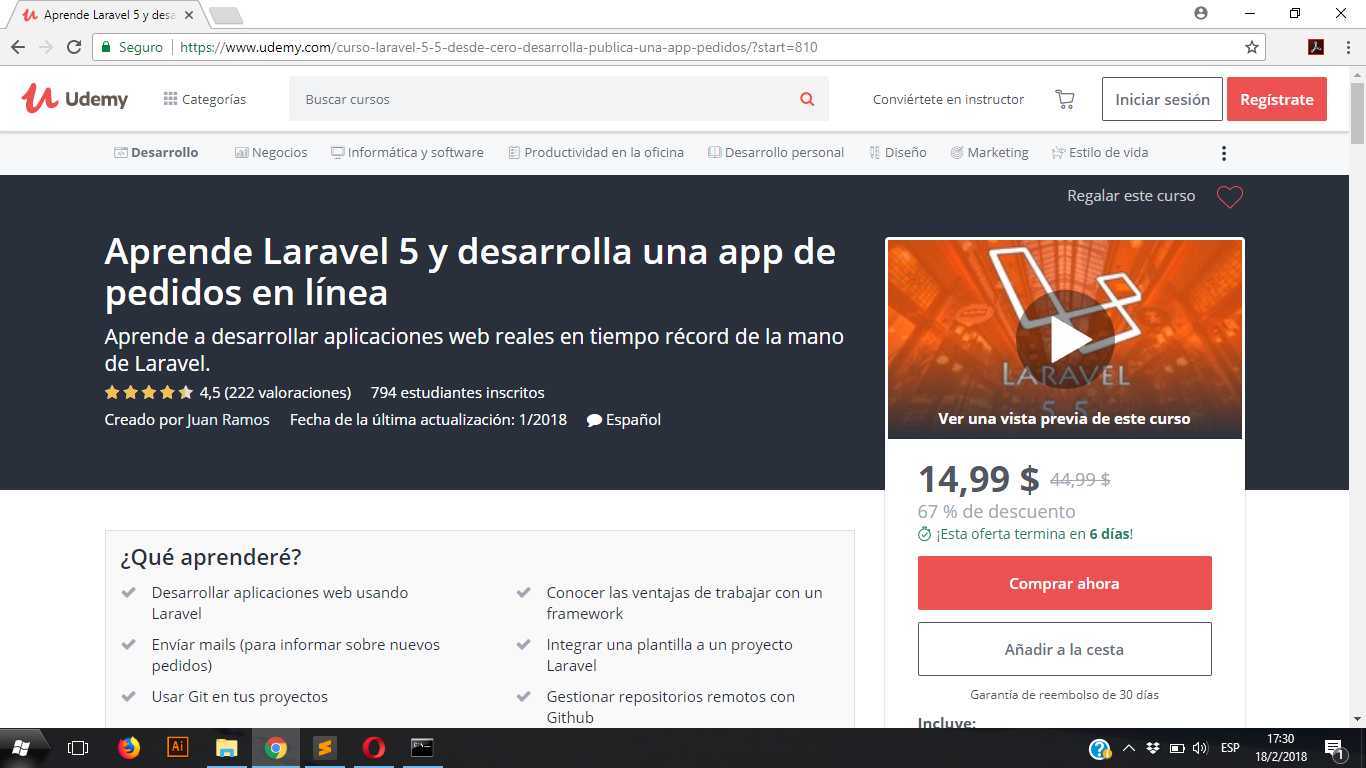 Aprende Laravel 5 y desa
Seguro https://www.udemy.com/curso-laravel-5-5-desde-cero-desarrolla-publica-una-app-pedidos/?start=810
Udemy Categorías Buscar cursos Conviértete en instructor Iniciar sesión Regístrate
Desarrollo Negocios Informática y software Productividad en la oficina Desarrollo personal Diseño Marketing Estilo de vida
Regalar este curso
Aprende Laravel 5 y desarrolla una app de
pedidos en línea
Aprende a desarrollar aplicaciones web reales en tiempo récord de la mano
de Laravel.
4,5 (222 valoraciones) 794 estudiantes inscritos
Creado por Juan Ramos Fecha de la última actualización: 1/2018 Español
LARAVEL
5.5
Ver una vista previa de este curso
14,99 $ 44,99 $
67 % de descuento
¡Esta oferta termina en 6 días!
Comprar ahora
Añadir a la cesta
Garantía de reembolso de 30 días
Incluye:
¿Qué aprenderé?
Desarrollar aplicaciones web usando
Laravel
Envíar mails (para informar sobre nuevos
pedidos)
Usar Git en tus proyectos
Conocer las ventajas de trabajar con un
framework
Integrar una plantilla a un proyecto
Laravel
Gestionar repositorios remotos con
Github
Ai
ESP
17:30
18/2/2018
1